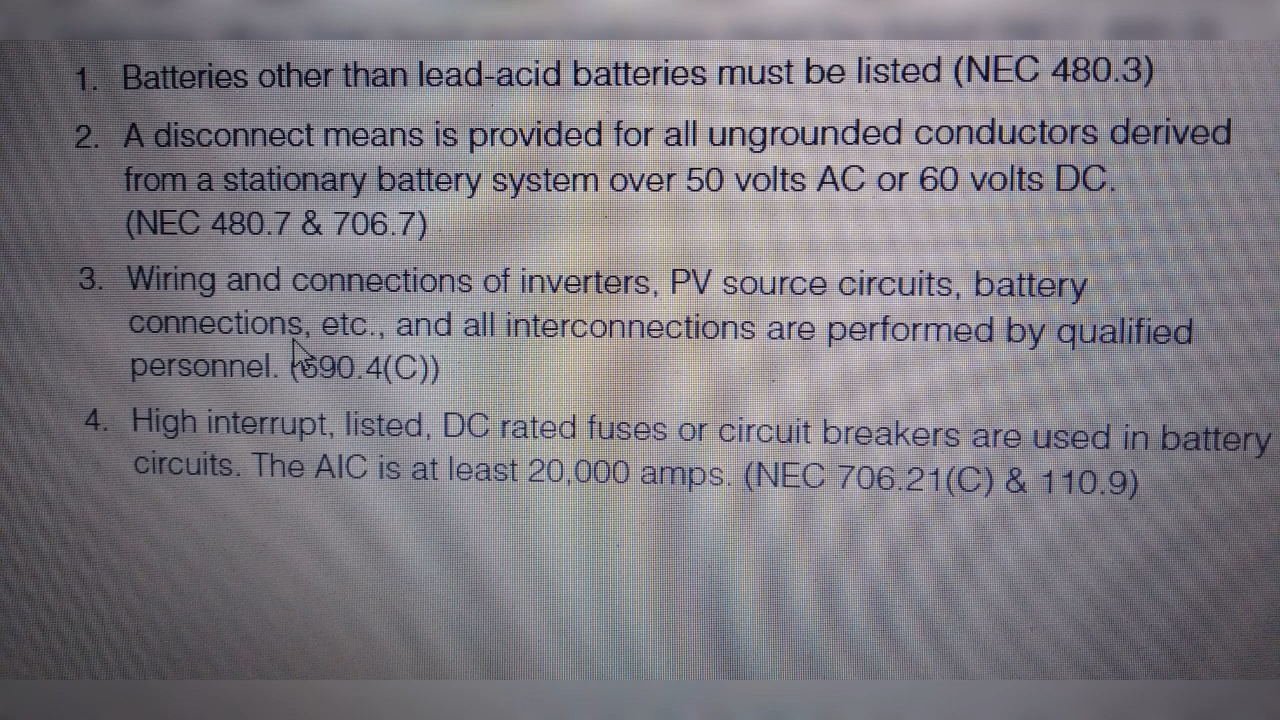 1. Batteries other than lead-acid batteries must be listed (NEC 480.3)
2. A disconnect means is provided for all ungrounded conductors derived
from a stationary battery system over 50 volts AC or 60 volts DC.
(NEC 480.7 & 706.7)
3. Wiring and connections of inverters, PV source circuits, battery
connections, etc., and all interconnections are performed by qualified
personnel. (690.4(C))
4. High interrupt, listed, DC rated fuses or circuit breakers are used in battery
circuits. The AIC is at least 20,000 amps. (NEC 706.21(C) & 110.9)